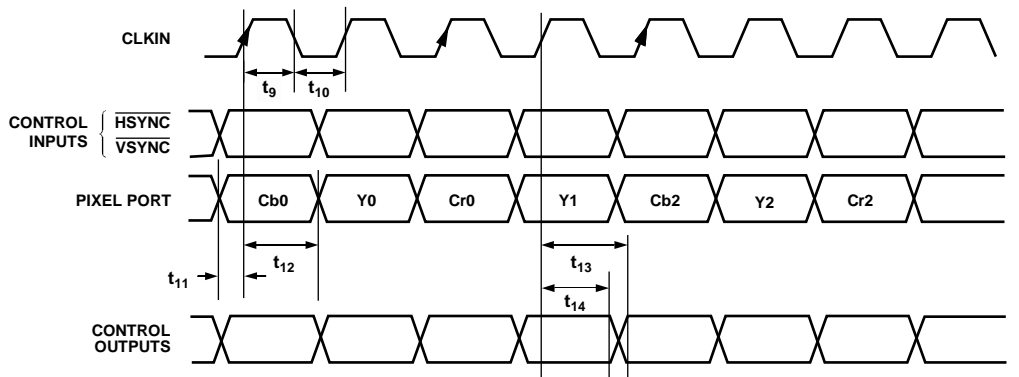 CLKIN
t9 t10
CONTROL INPUTS { HSYNC VSYNC
PIXEL PORT Cb0 Y0 Cr0 Y1 Cb2 Y2 Cr2
t11 t12 t13
t14
CONTROL OUTPUTS